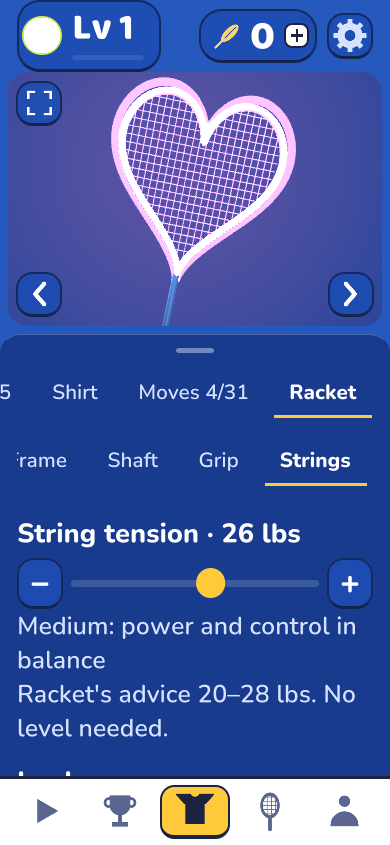 Lv 1
0
5 Shirt Moves 4/31 Racket
Shaft Grip Strings
String tension · 26 lbs
Medium: power and control in
balance
Racket's advice 20–28 lbs. No
level needed.